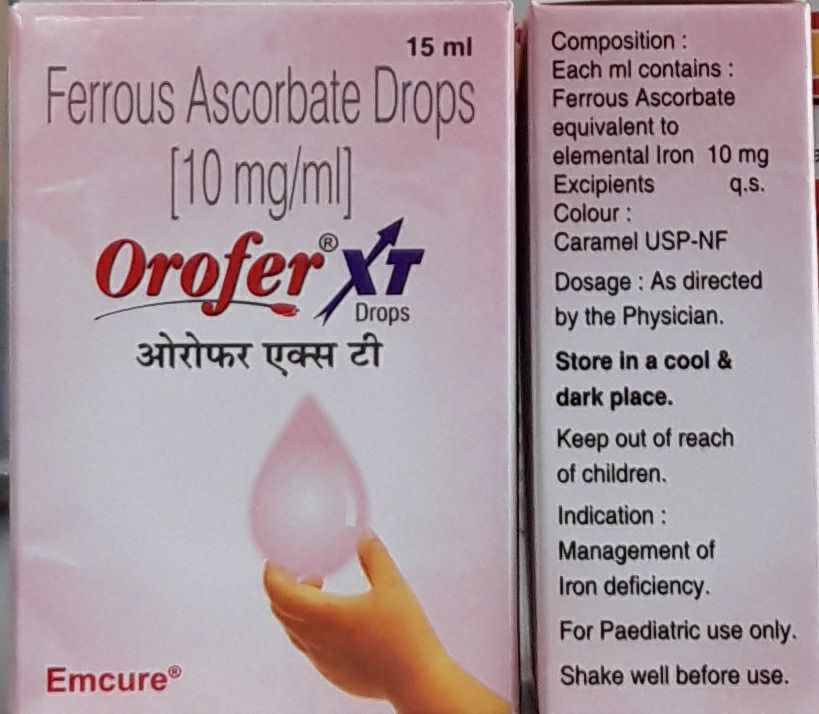 15 ml
Ferrous Ascorbate Drops
[10 mg/ml]
Orofer® XT
Drops
ओरोफर एक्स टी
Emcure®
Composition :
Each ml contains :
Ferrous Ascorbate
equivalent to
elemental Iron 10 mg
Excipients q.s.
Colour :
Caramel USP-NF
Dosage : As directed
by the Physician.
Store in a cool &
dark place.
Keep out of reach
of children.
Indication :
Management of
Iron deficiency.
For Paediatric use only.
Shake well before use.